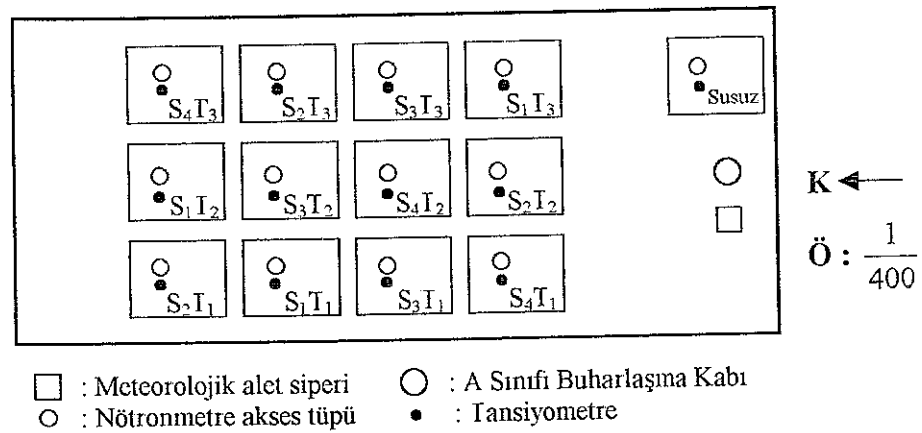 S₄T₃ S₂T₃ S₃T₃ S₁T₃ Susuz
S₁T₂ S₃T₂ S₄T₂ S₂T₂
K
Ö : 1/400
S₂T₁ S₁T₁ S₃T₁ S₄T₁
: Meteorolojik alet siperi : A Sınıfı Buharlaşma Kabı
: Nötronmetre akses tüpü : Tansiyometre